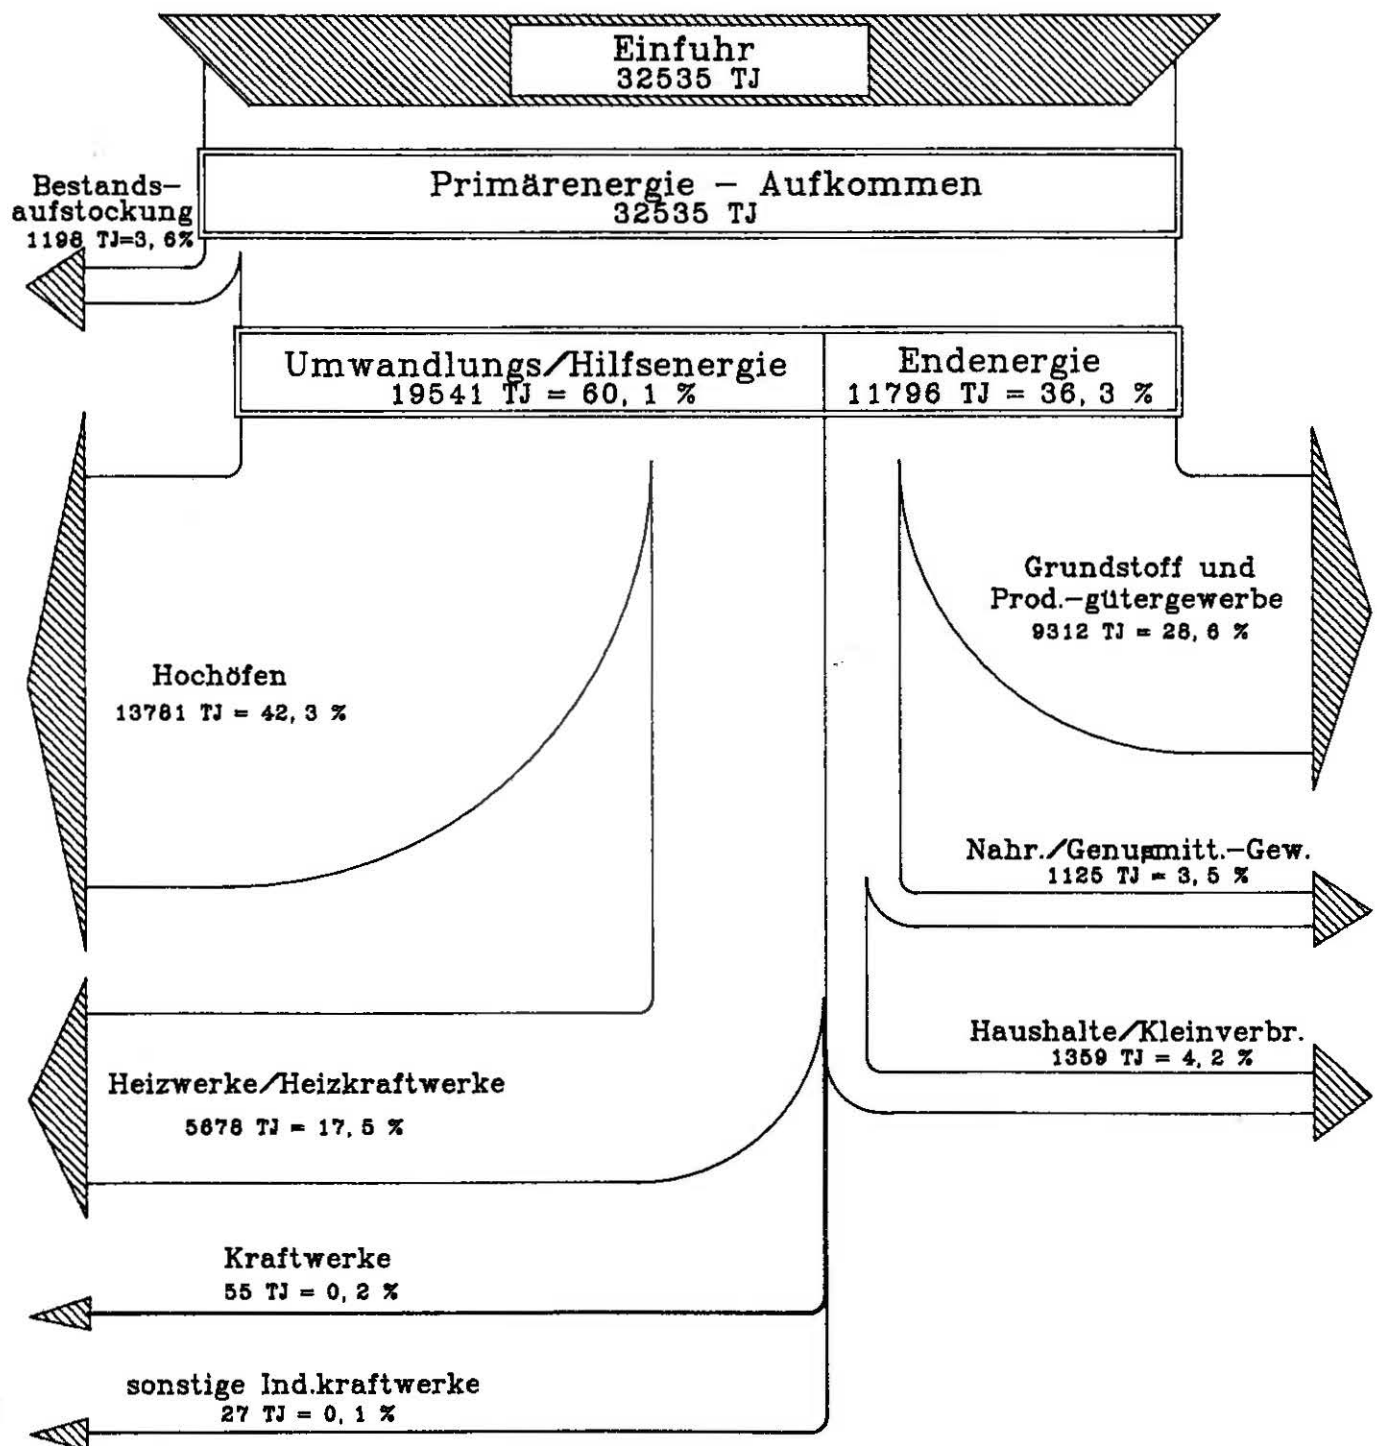 Einfuhr
32535 TJ
Primärenergie – Aufkommen
32535 TJ
Bestands–
aufstockung
1198 TJ=3, 6%
Umwandlungs/Hilfsenergie
19541 TJ = 60, 1 %
Endenergie
11796 TJ = 36, 3 %
Grundstoff und
Prod.–gütergewerbe
9312 TJ = 28, 6 %
Hochöfen
13781 TJ = 42, 3 %
Nahr./Genußmitt.–Gew.
1125 TJ = 3, 5 %
Haushalte/Kleinverbr.
1359 TJ = 4, 2 %
Heizwerke/Heizkraftwerke
5678 TJ = 17, 5 %
Kraftwerke
55 TJ = 0, 2 %
sonstige Ind.kraftwerke
27 TJ = 0, 1 %